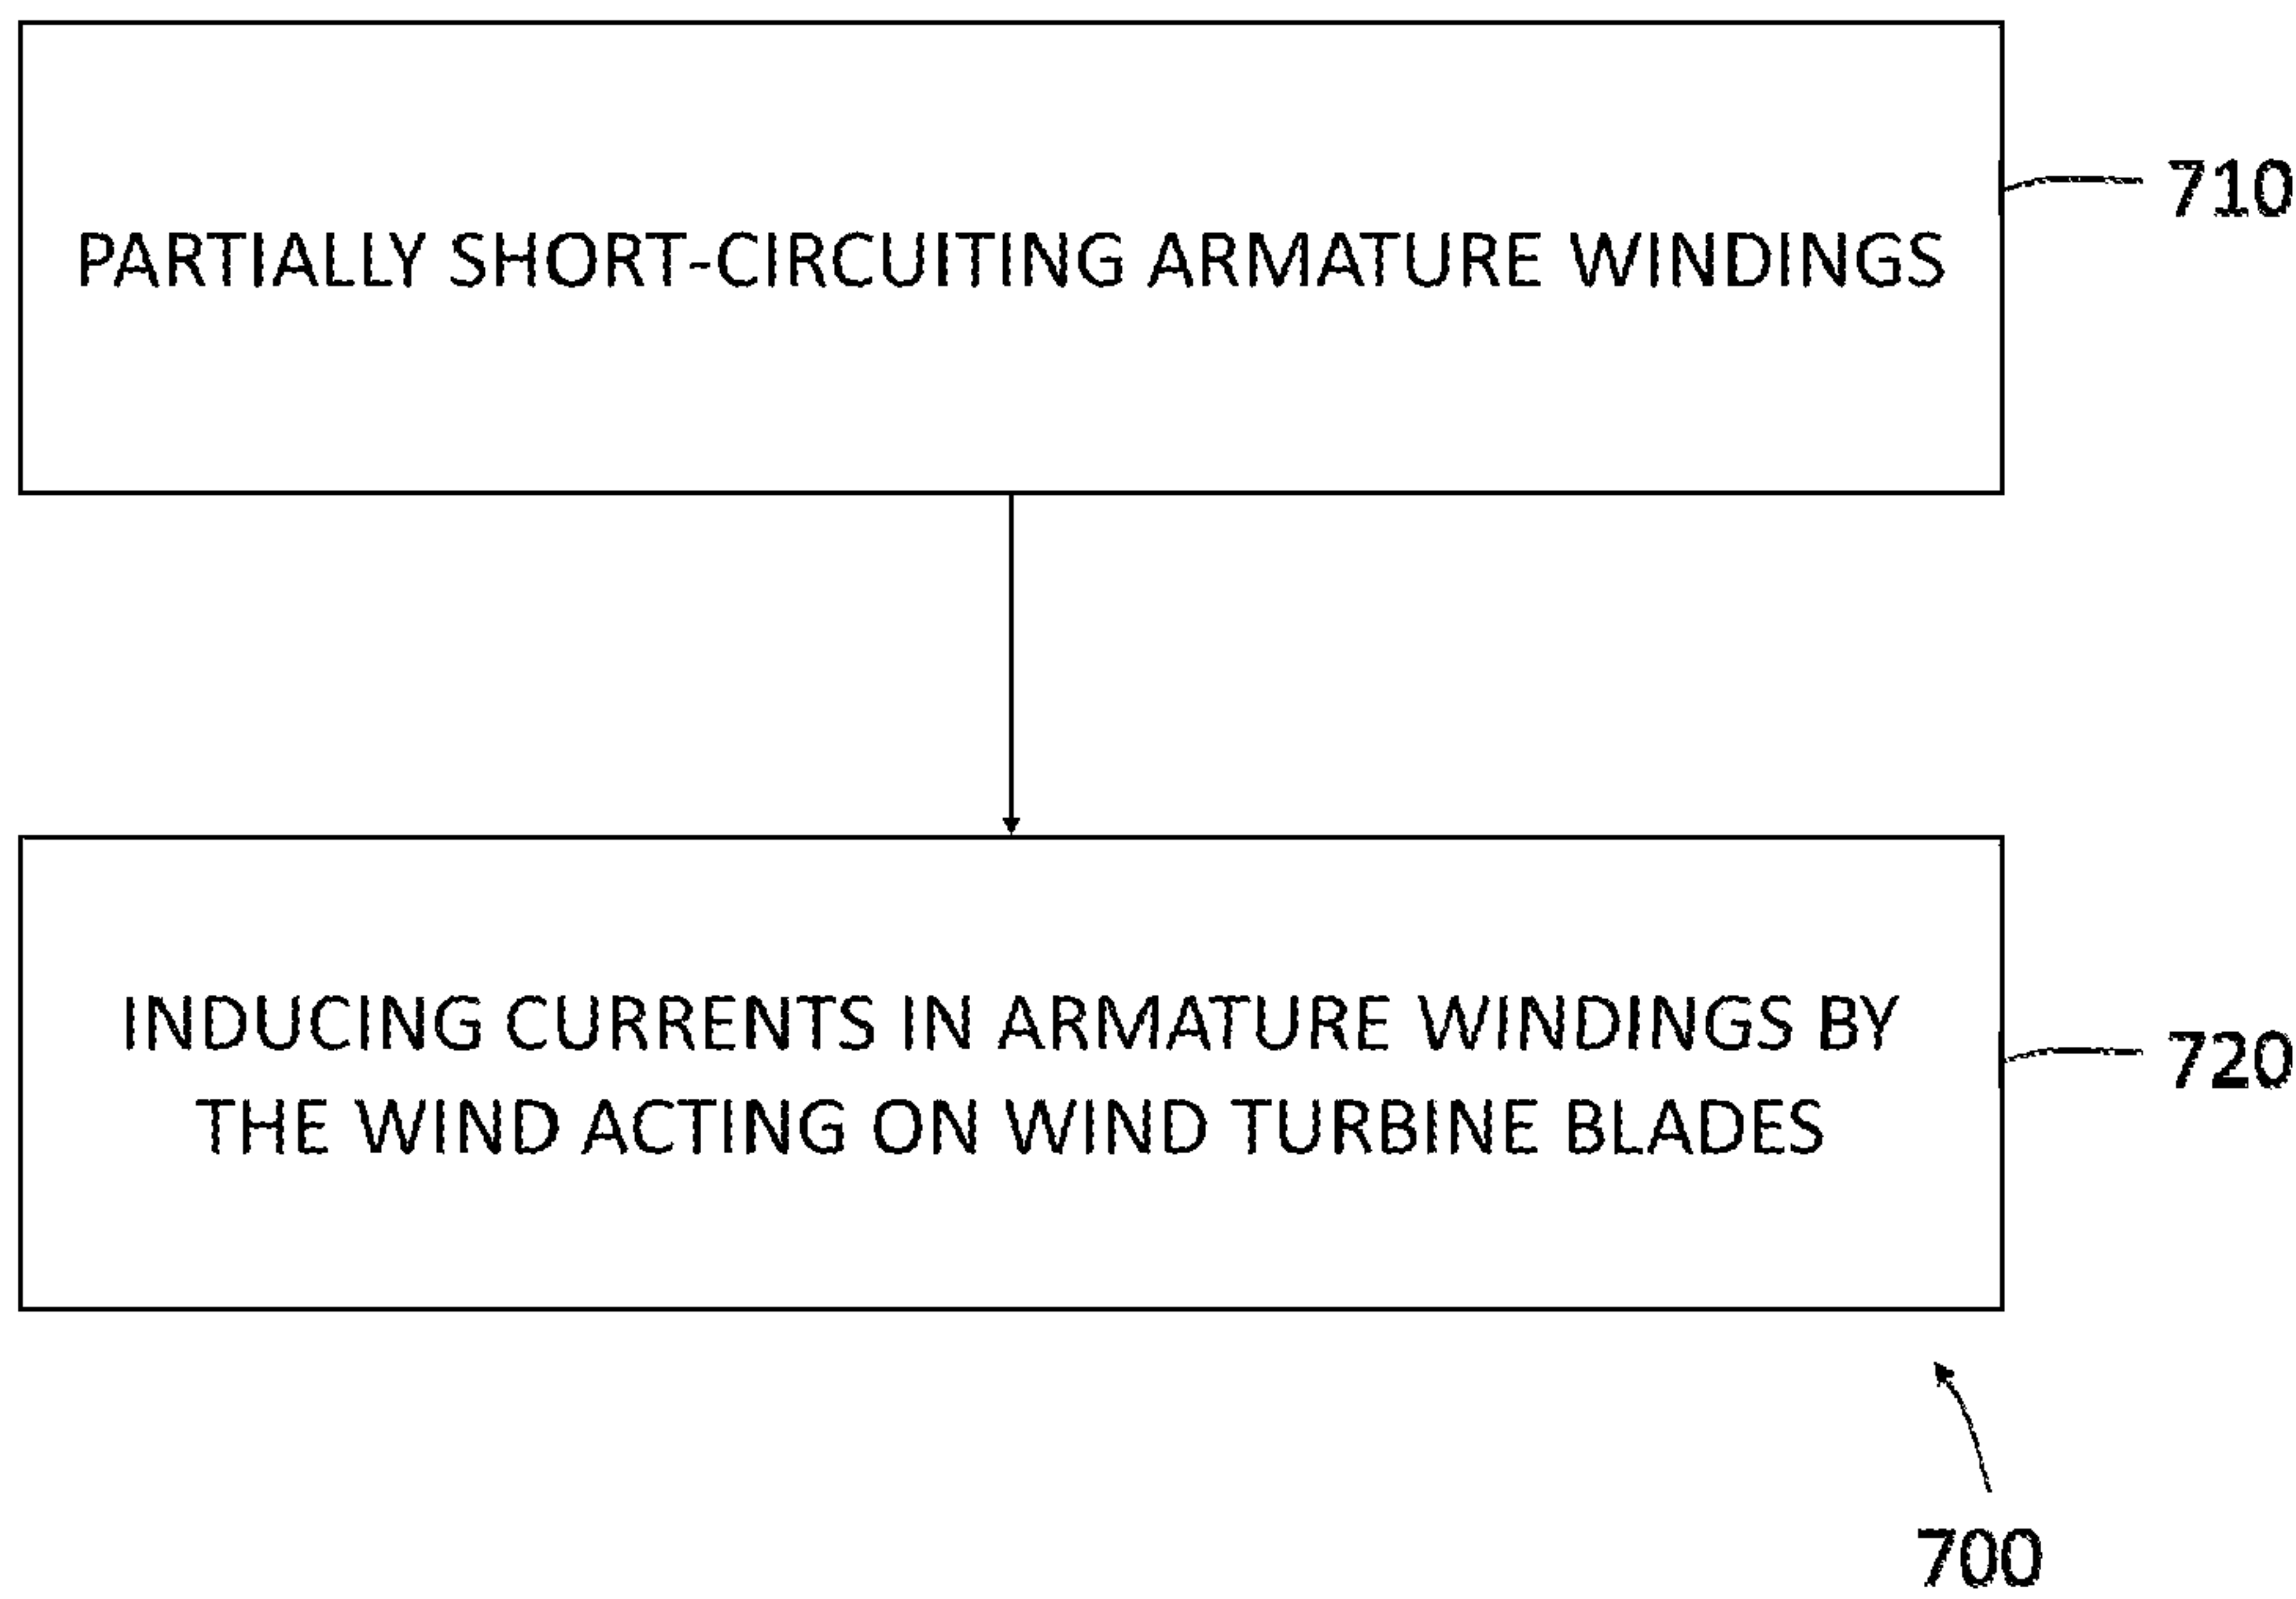 PARTIALLY SHORT-CIRCUITING ARMATURE WINDINGS
710
INDUCING CURRENTS IN ARMATURE WINDINGS BY
THE WIND ACTING ON WIND TURBINE BLADES
720
700